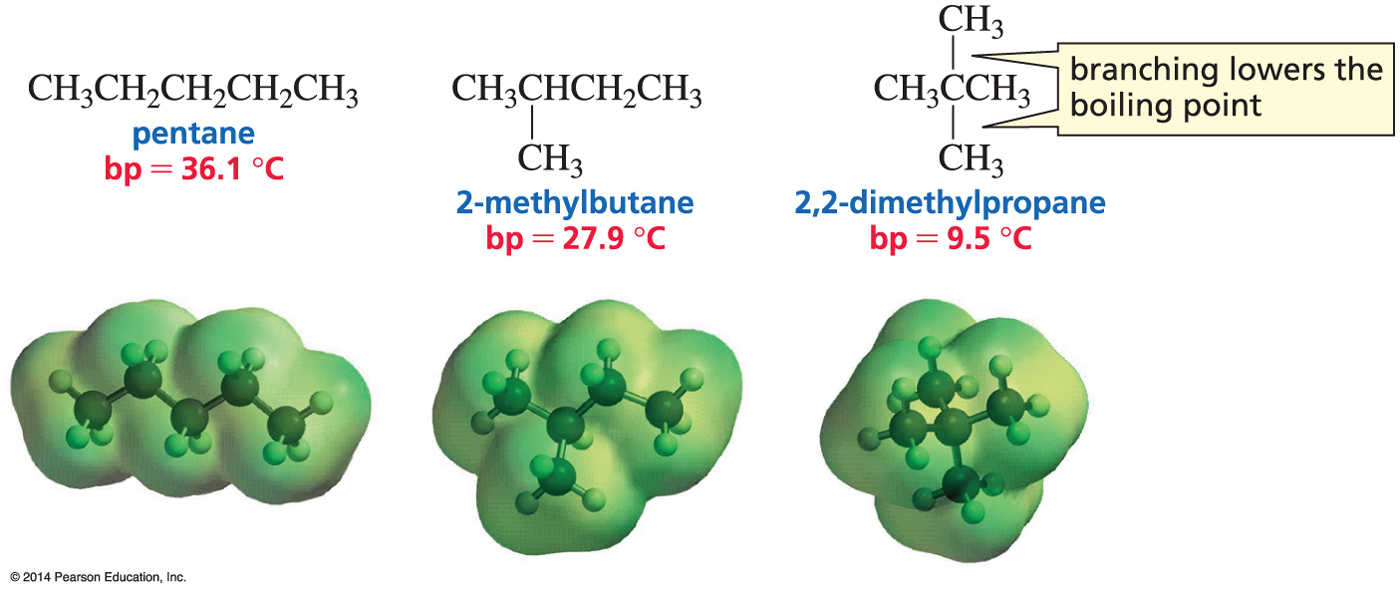 CH₃CH₂CH₂CH₂CH₃
pentane
bp = 36.1 °C
CH₃CHCH₂CH₃
CH₃
2-methylbutane
bp = 27.9 °C
CH₃
CH₃CCH₃
CH₃
2,2-dimethylpropane
bp = 9.5 °C
branching lowers the
boiling point
© 2014 Pearson Education, Inc.